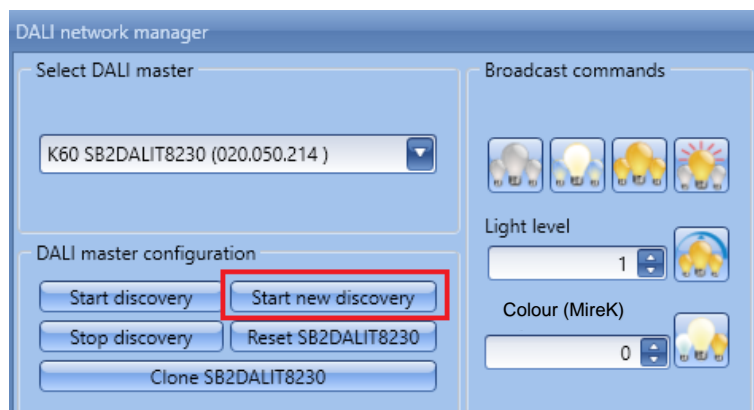 DALI network manager
Select DALI master
K60 SB2DALIT8230 (020.050.214 )
DALI master configuration
Start discovery
Start new discovery
Stop discovery
Reset SB2DALIT8230
Clone SB2DALIT8230
Broadcast commands
Light level
1
Colour (MireK)
0